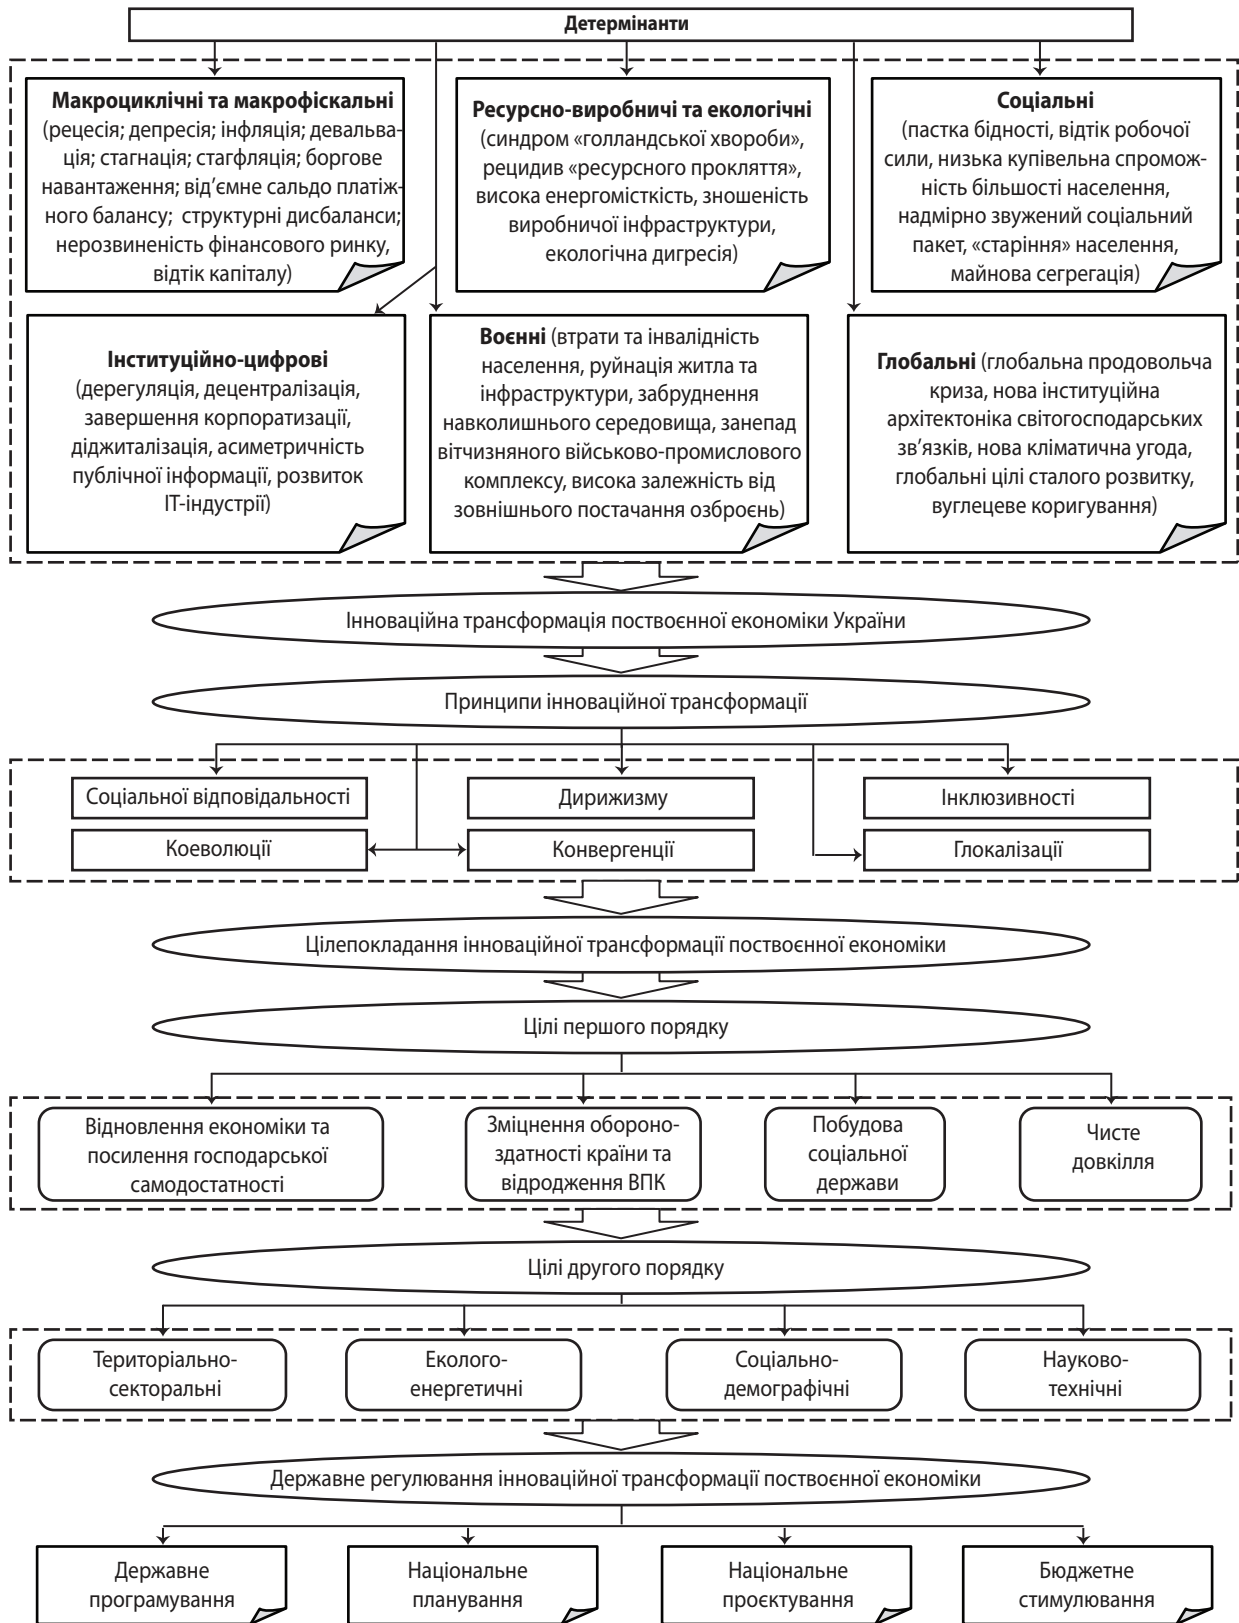 Детермінанти
Макроциклічні та макрофіскальні
(рецесія; депресія; інфляція; девальва-
ція; стагнація; стагфляція; боргове
навантаження; від’ємне сальдо платіж-
ного балансу; структурні дисбаланси;
нерозвиненість фінансового ринку,
відтік капіталу)
Ресурсно-виробничі та екологічні
(синдром «голландської хвороби»,
рецидив «ресурсного прокляття»,
висока енергомісткість, зношеність
виробничої інфраструктури,
екологічна дигресія)
Соціальні
(пастка бідності, відтік робочої
сили, низька купівельна спромож-
ність більшості населення,
надмірно звужений соціальний
пакет, «старіння» населення,
майнова сегрегація)
Інституційно-цифрові
(дерегуляція, децентралізація,
завершення корпоратизації,
діджиталізація, асиметричність
публічної інформації, розвиток
ІТ-індустрії)
Воєнні (втрати та інвалідність
населення, руйнація житла та
інфраструктури, забруднення
навколишнього середовища, занепад
вітчизняного військово-промислового
комплексу, висока залежність від
зовнішнього постачання озброєнь)
Глобальні (глобальна продовольча
криза, нова інституційна
архітектоніка світогосподарських
зв’язків, нова кліматична угода,
глобальні цілі сталого розвитку,
вуглецеве коригування)
Інноваційна трансформація поствоєнної економіки України
Принципи інноваційної трансформації
Соціальної відповідальності
Дирижизму
Інклюзивності
Коеволюції
Конвергенції
Глокалізації
Цілепокладання інноваційної трансформації поствоєнної економіки
Цілі першого порядку
Відновлення економіки та
посилення господарської
самодостатності
Зміцнення обороно-
здатності країни та
відродження ВПК
Побудова
соціальної
держави
Чисте
довкілля
Цілі другого порядку
Територіально-
секторальні
Еколого-
енергетичні
Соціально-
демографічні
Науково-
технічні
Державне регулювання інноваційної трансформації поствоєнної економіки
Державне
програмування
Національне
планування
Національне
проєктування
Бюджетне
стимулювання